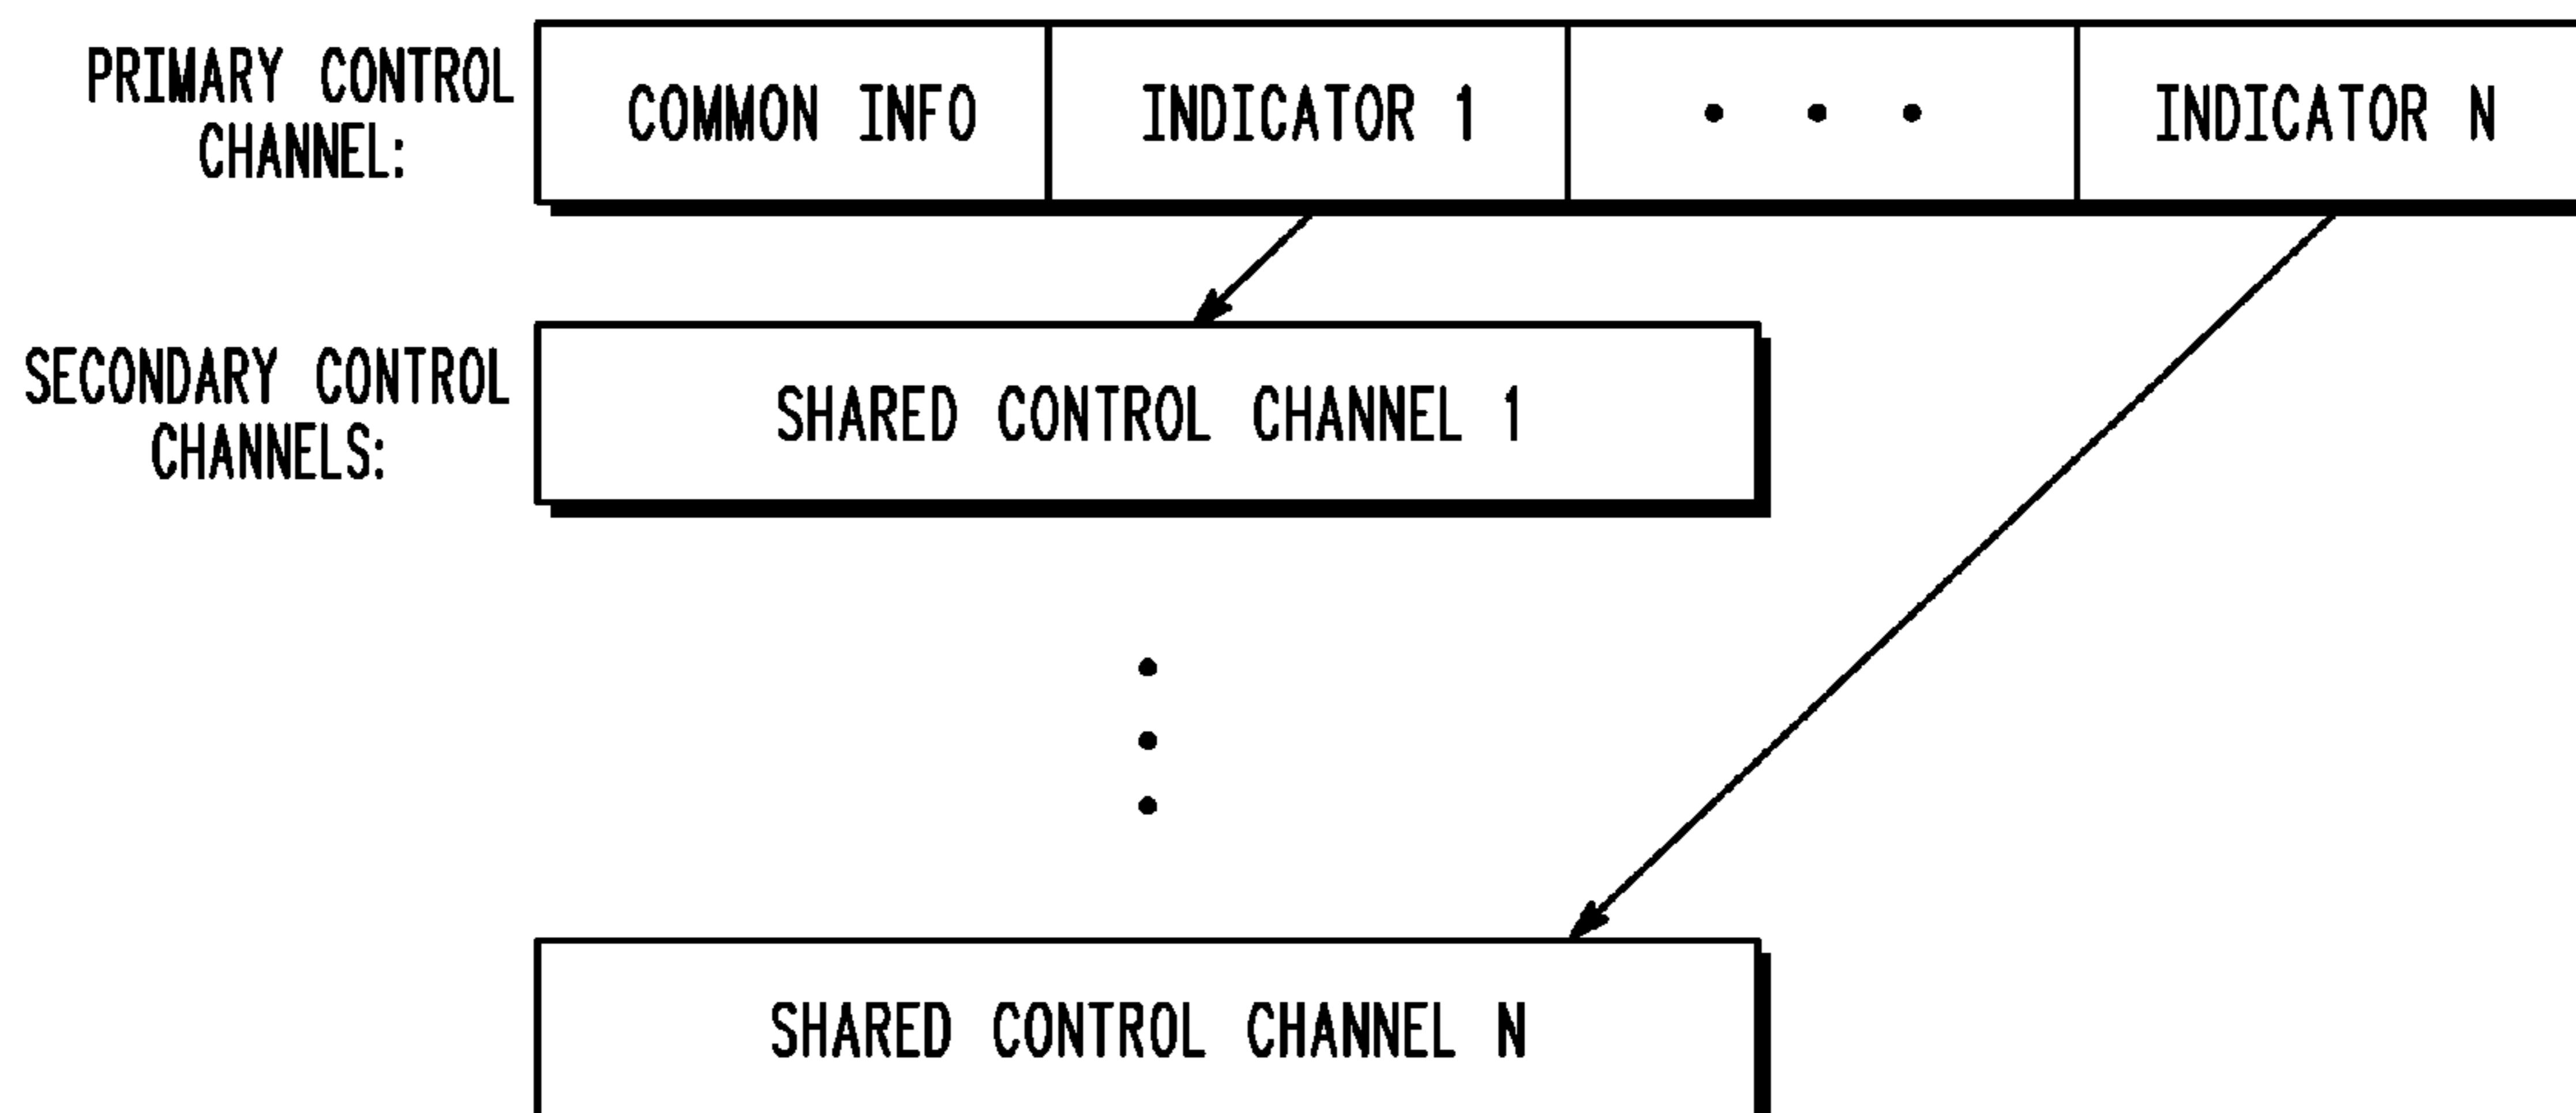 PRIMARY CONTROL
CHANNEL:
COMMON INFO
INDICATOR 1
• • •
INDICATOR N
SECONDARY CONTROL
CHANNELS:
SHARED CONTROL CHANNEL 1
SHARED CONTROL CHANNEL N